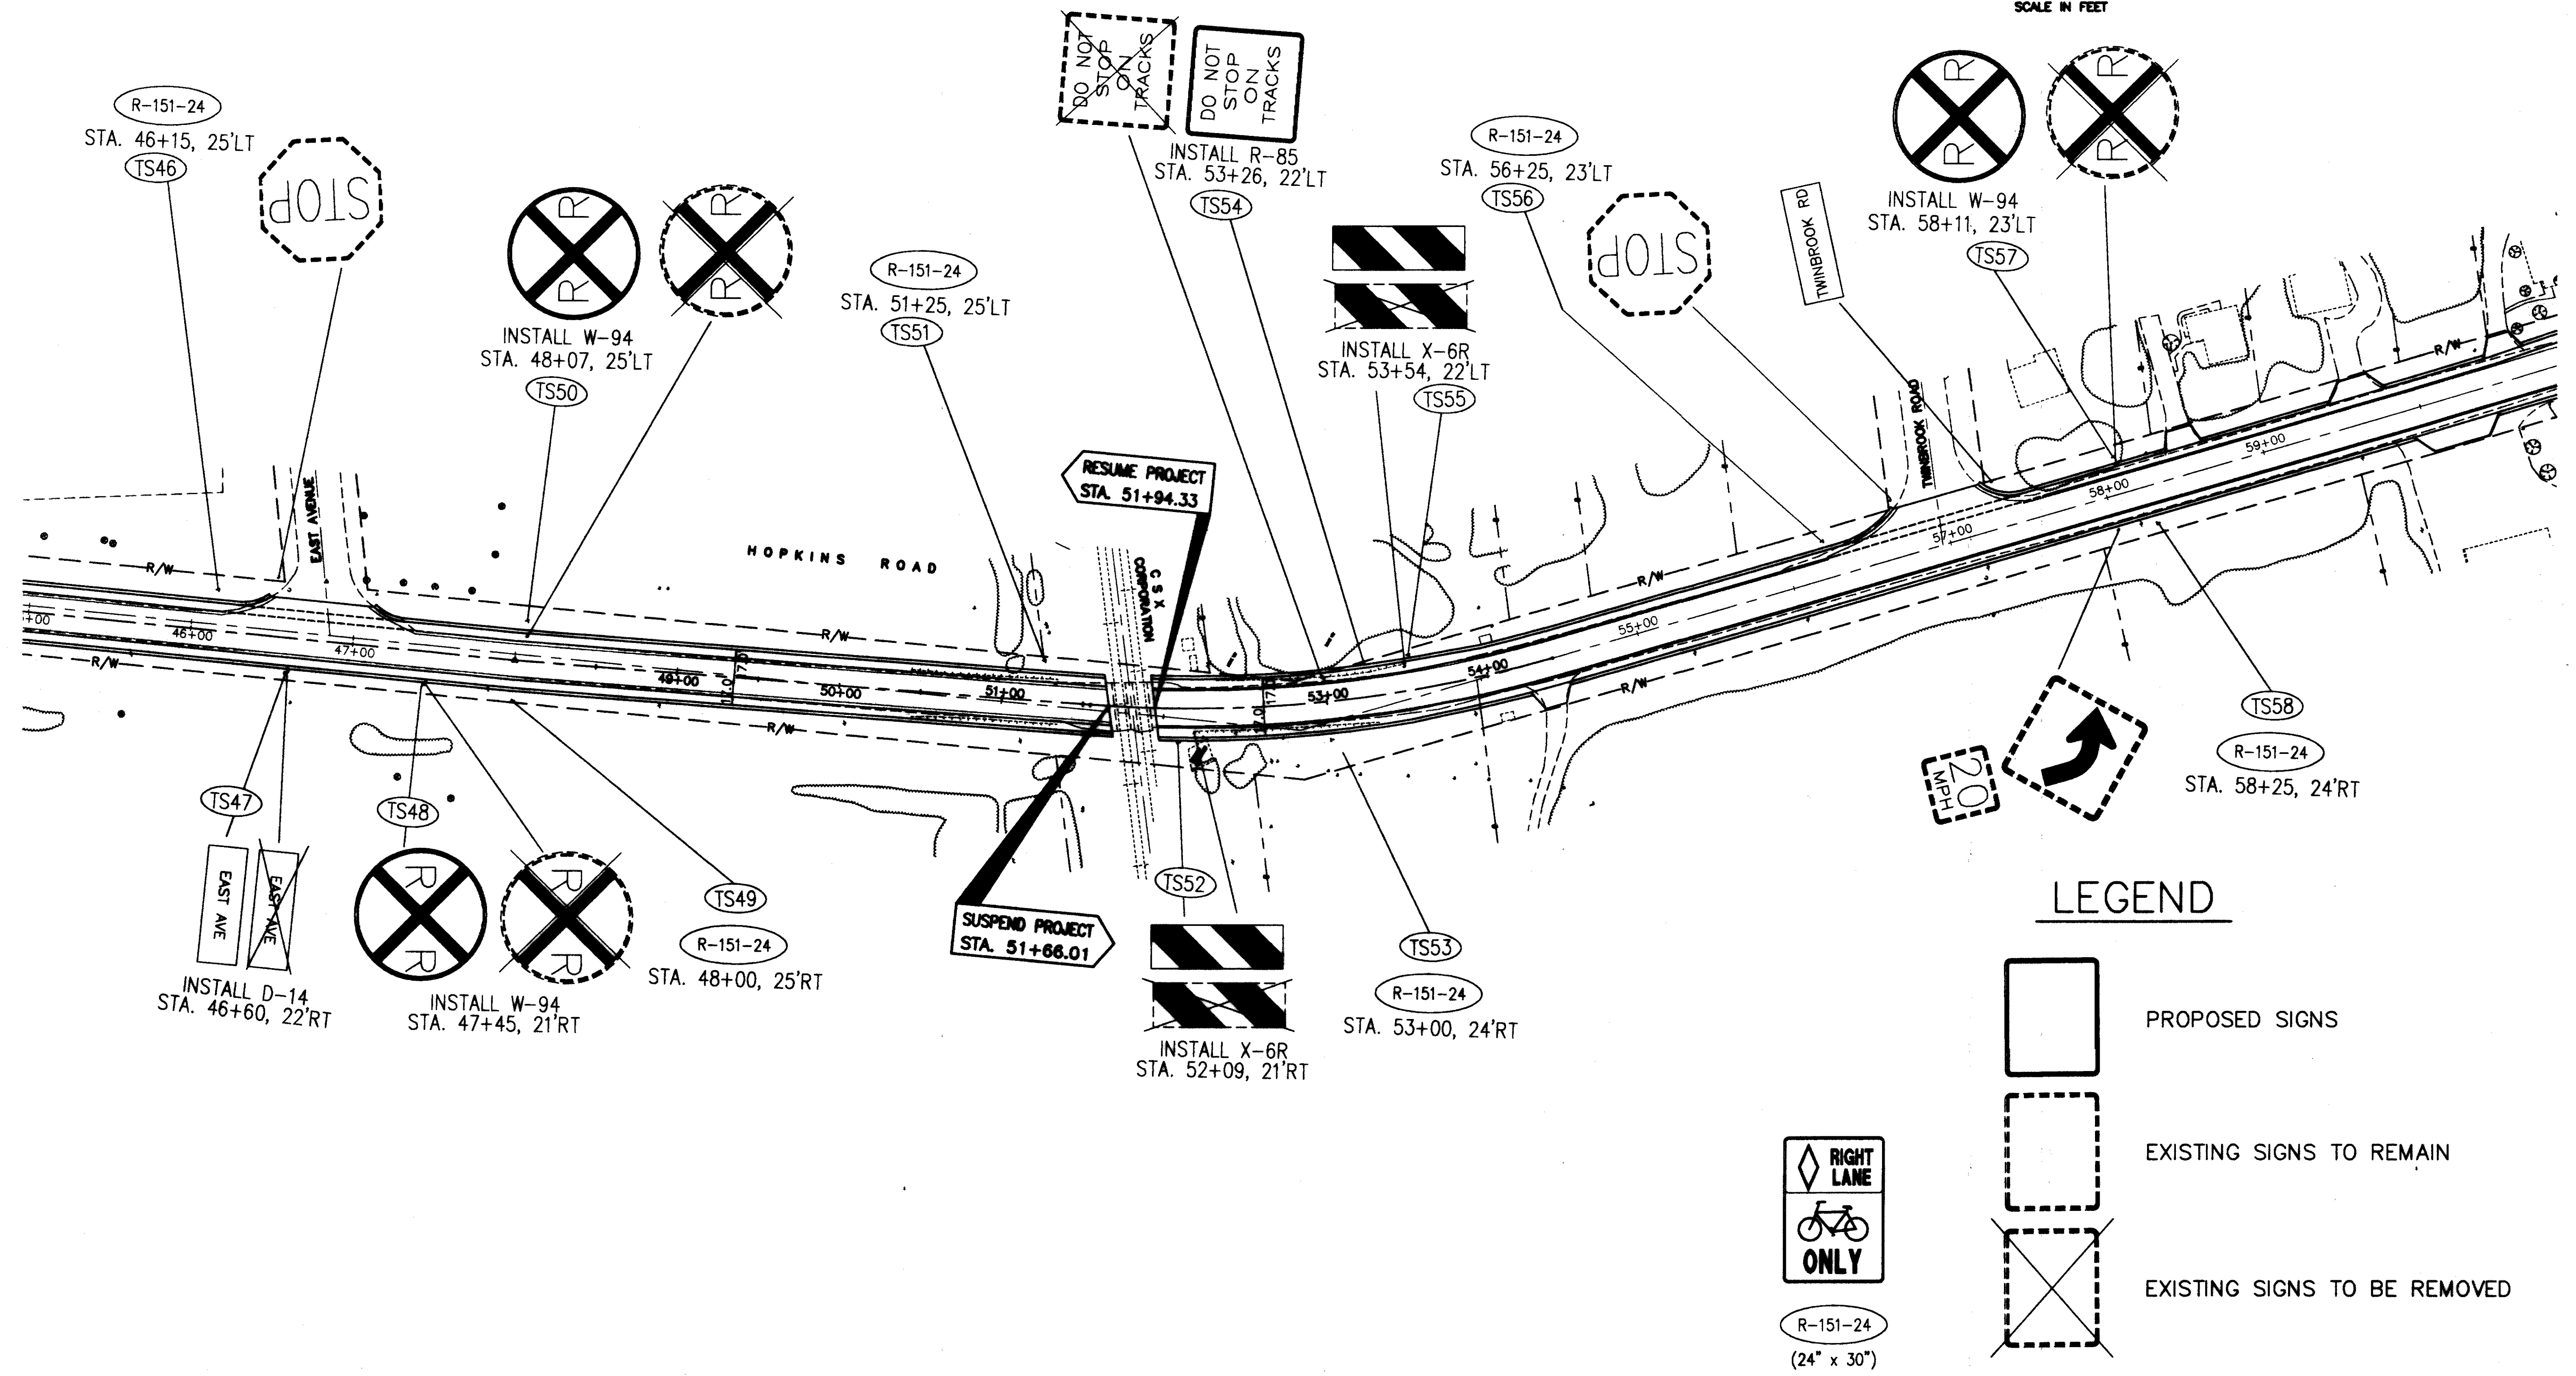 SCALE IN FEET
DO NOT
STOP
ON
TRACKS
DO NOT
STOP
ON
TRACKS
INSTALL R-85
STA. 53+26, 22'LT
TS54
R-151-24
STA. 46+15, 25'LT
TS46
STOP
R
R
R
R
INSTALL W-94
STA. 48+07, 25'LT
TS50
R-151-24
STA. 51+25, 25'LT
TS51
INSTALL X-6R
STA. 53+54, 22'LT
TS55
R-151-24
STA. 56+25, 23'LT
TS56
STOP
TWINBROOK RD
R
R
R
R
INSTALL W-94
STA. 58+11, 23'LT
TS57
RESUME PROJECT
STA. 51+94.33
EAST AVENUE
HOPKINS ROAD
CSX
CORPORATION
TWINBROOK ROAD
R/W
R/W
R/W
R/W
R/W
R/W
R/W
+00
46+00
47+00
49+00
50+00
51+00
53+00
54+00
55+00
57+00
58+00
59+00
17.0
17.0
17.0
17.0
TS47
EAST AVE
EAST AVE
INSTALL D-14
STA. 46+60, 22'RT
TS48
R
R
R
R
INSTALL W-94
STA. 47+45, 21'RT
TS49
R-151-24
STA. 48+00, 25'RT
SUSPEND PROJECT
STA. 51+66.01
TS52
INSTALL X-6R
STA. 52+09, 21'RT
TS53
R-151-24
STA. 53+00, 24'RT
20
MPH
TS58
R-151-24
STA. 58+25, 24'RT
LEGEND
PROPOSED SIGNS
EXISTING SIGNS TO REMAIN
EXISTING SIGNS TO BE REMOVED
RIGHT
LANE
ONLY
R-151-24
(24" x 30")